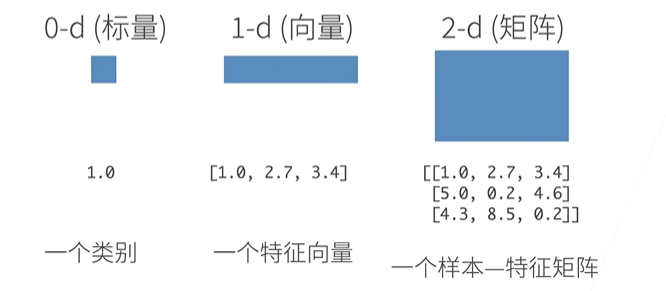 0-d (标量)
1-d (向量)
2-d (矩阵)
1.0
[1.0, 2.7, 3.4]
[[1.0, 2.7, 3.4]
[5.0, 0.2, 4.6]
[4.3, 8.5, 0.2]]
一个类别
一个特征向量
一个样本—特征矩阵